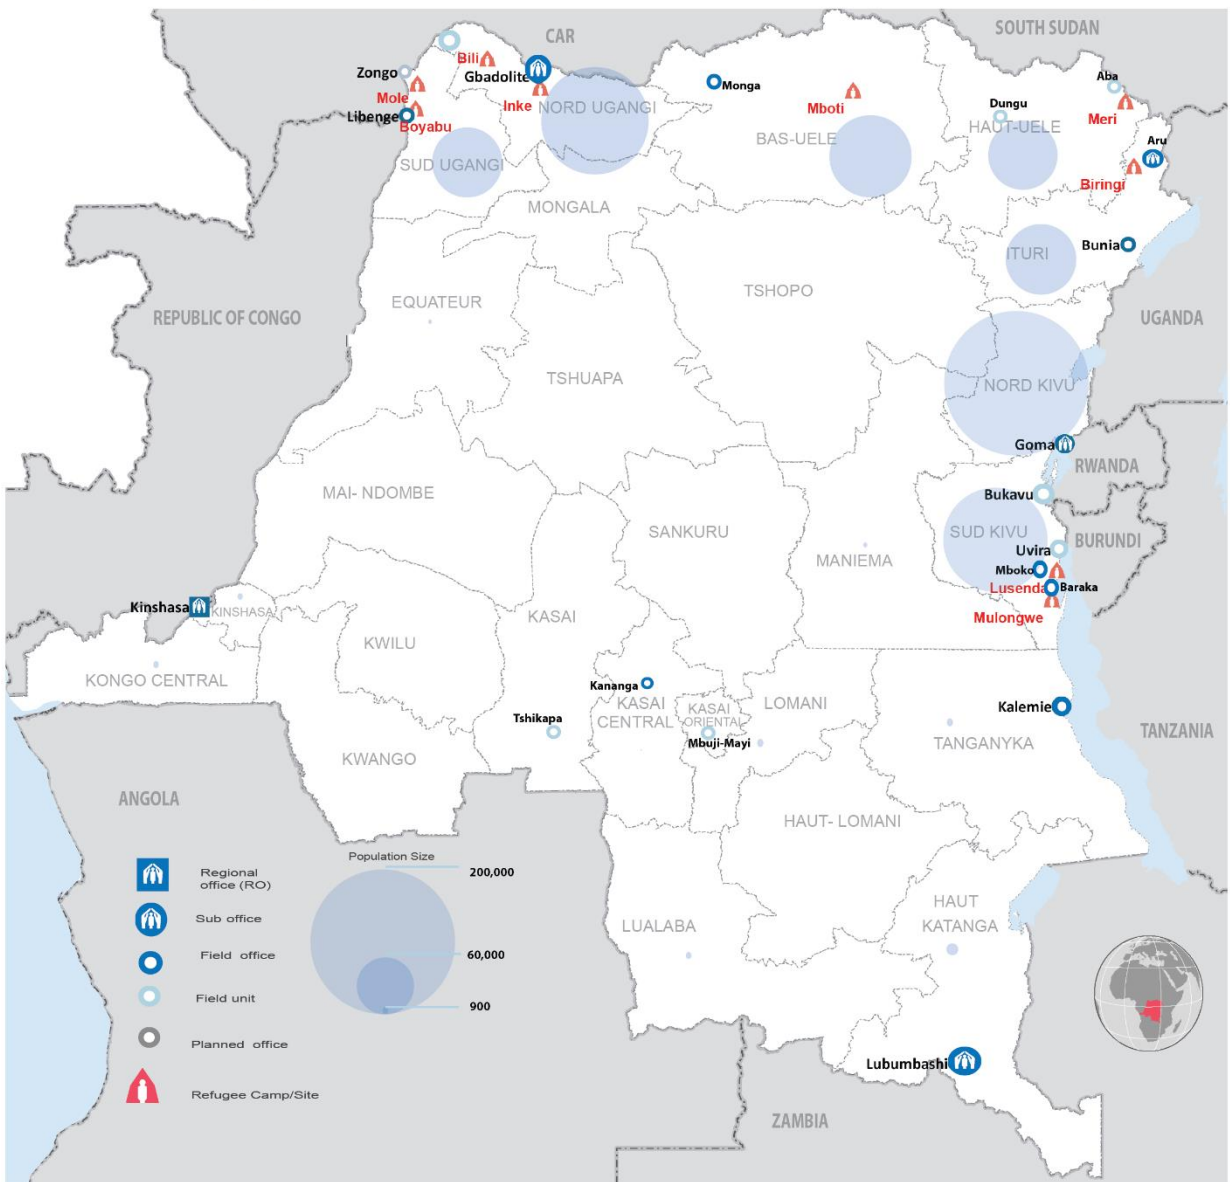 CAR
SOUTH SUDAN
Bili
Zongo
Gbadolite
Mole
Inke
NORD UGANGI
Monga
Mboti
Aba
Dungu
Meri
Libenge
Boyabu
BAS-UELE
HAUT-UELE
Aru
SUD UGANGI
Biringi
MONGALA
Bunia
ITURI
EQUATEUR
TSHOPO
REPUBLIC OF CONGO
UGANDA
TSHUAPA
NORD KIVU
Goma
RWANDA
MAI- NDOMBE
Bukavu
SANKURU
SUD KIVU
BURUNDI
MANIEMA
Uvira
Mboko
Lusenda
Baraka
Kinshasa
KINSHASA
KASAI
Mulongwe
KWILU
KONGO CENTRAL
Kananga
KASAI
CENTRAL
KASAI
ORIENTAL
LOMANI
Kalemie
Tshikapa
Mbuji-Mayi
TANGANYKA
TANZANIA
KWANGO
ANGOLA
HAUT- LOMANI
Population Size
200,000
60,000
900
Regional
office (RO)
Sub office
Field office
Field unit
Planned office
Refugee Camp/Site
LUALABA
HAUT
KATANGA
Lubumbashi
ZAMBIA